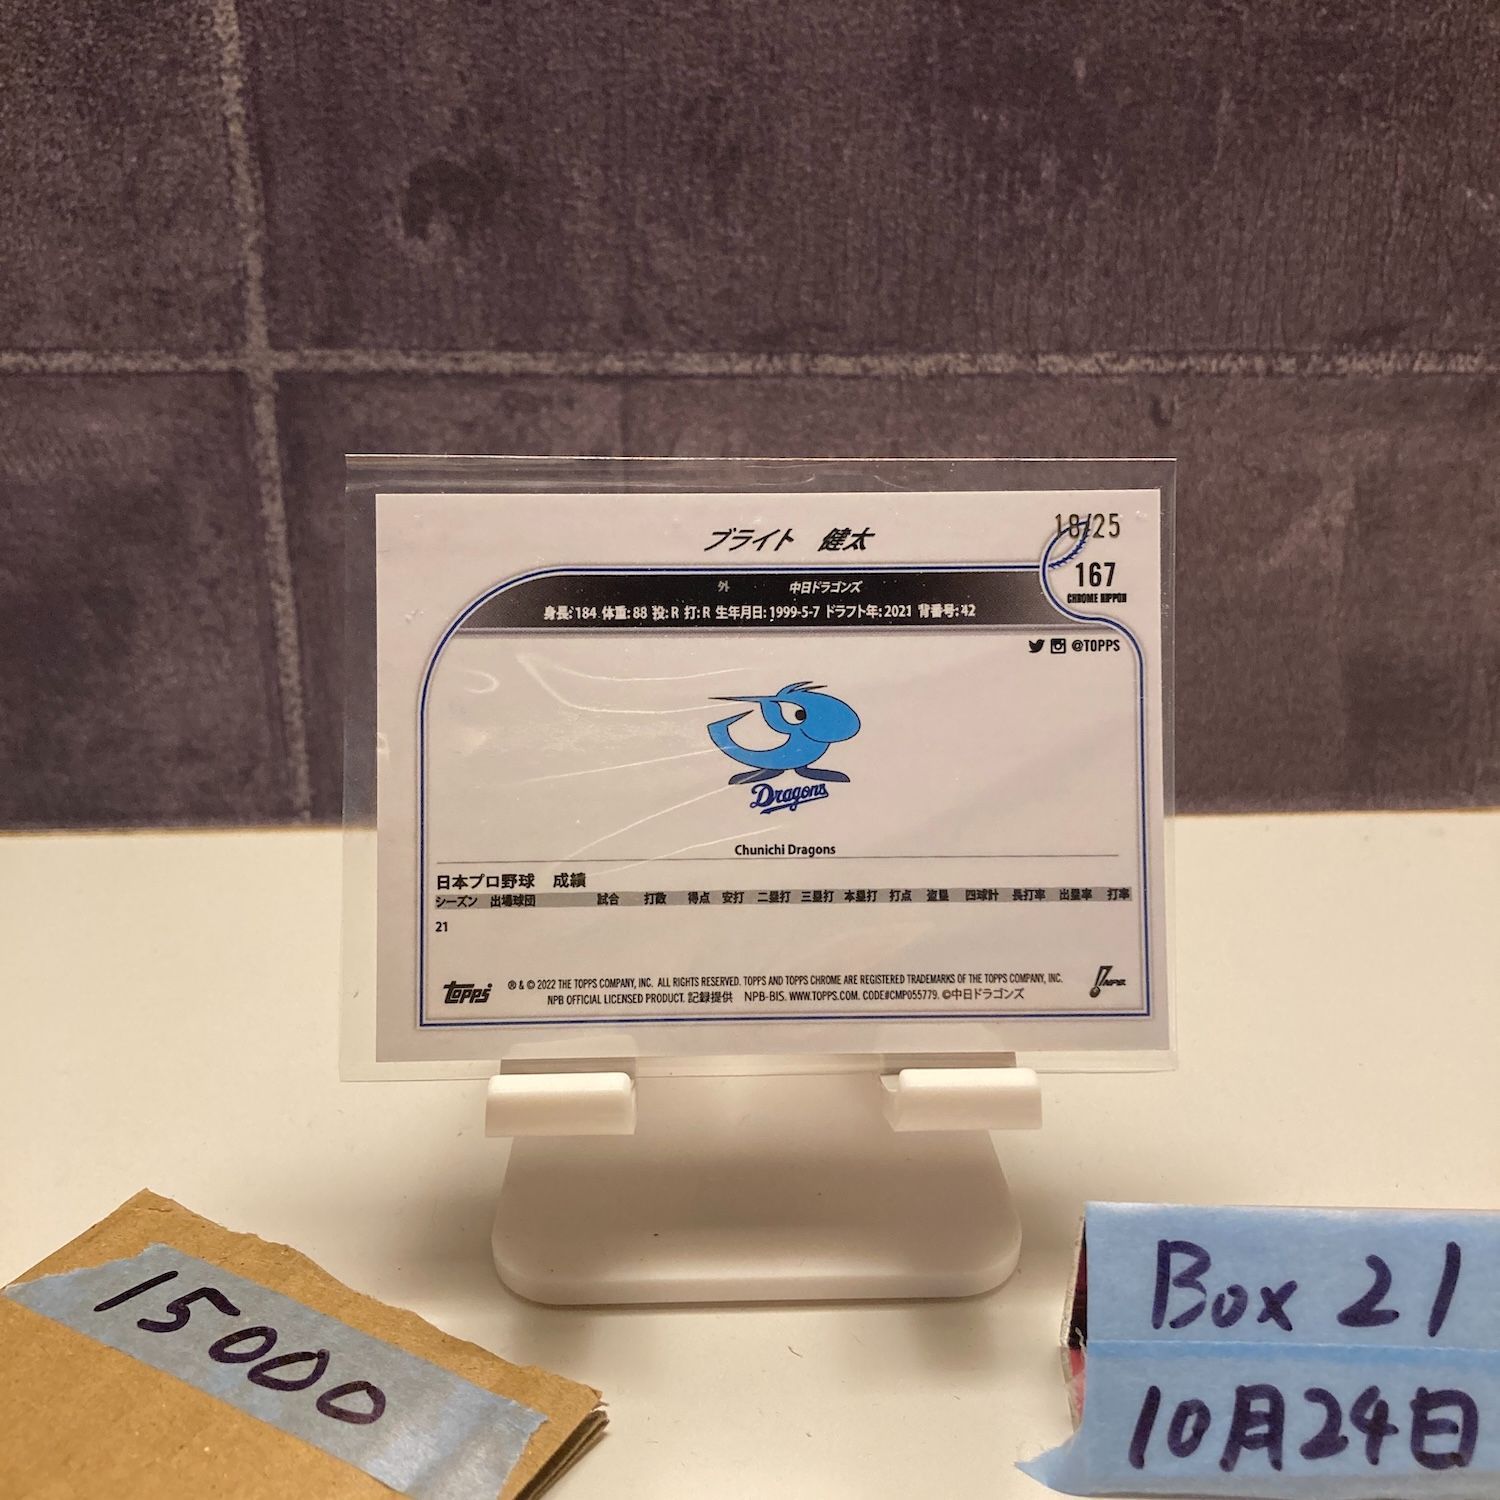 18/25
ブライト 健太
167
CHROME NIPPON
外 中日ドラゴンズ
身長: 184 体重: 88 投: R 打: R 生年月日: 1999-5-7 ドラフト年: 2021 背番号: 42
@TOPPS
Dragons
Chunichi Dragons
日本プロ野球 成績
シーズン 出場球団 試合 打数 得点 安打 二塁打 三塁打 本塁打 打点 盗塁 四球計 長打率 出塁率 打率
21
topps ® & © 2022 THE TOPPS COMPANY, INC. ALL RIGHTS RESERVED. TOPPS AND TOPPS CHROME ARE REGISTERED TRADEMARKS OF THE TOPPS COMPANY, INC.
NPB OFFICIAL LICENSED PRODUCT. 記録提供 NPB-BIS. WWW.TOPPS.COM. CODE#CMP055779. ©中日ドラゴンズ
15000
Box 21
10月24日